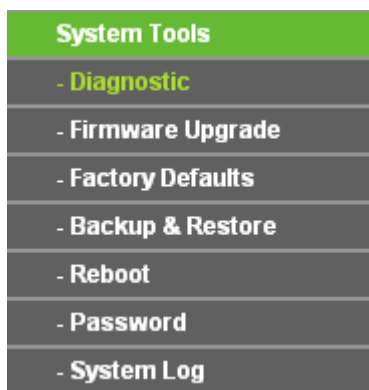 System Tools
- Diagnostic
- Firmware Upgrade
- Factory Defaults
- Backup & Restore
- Reboot
- Password
- System Log